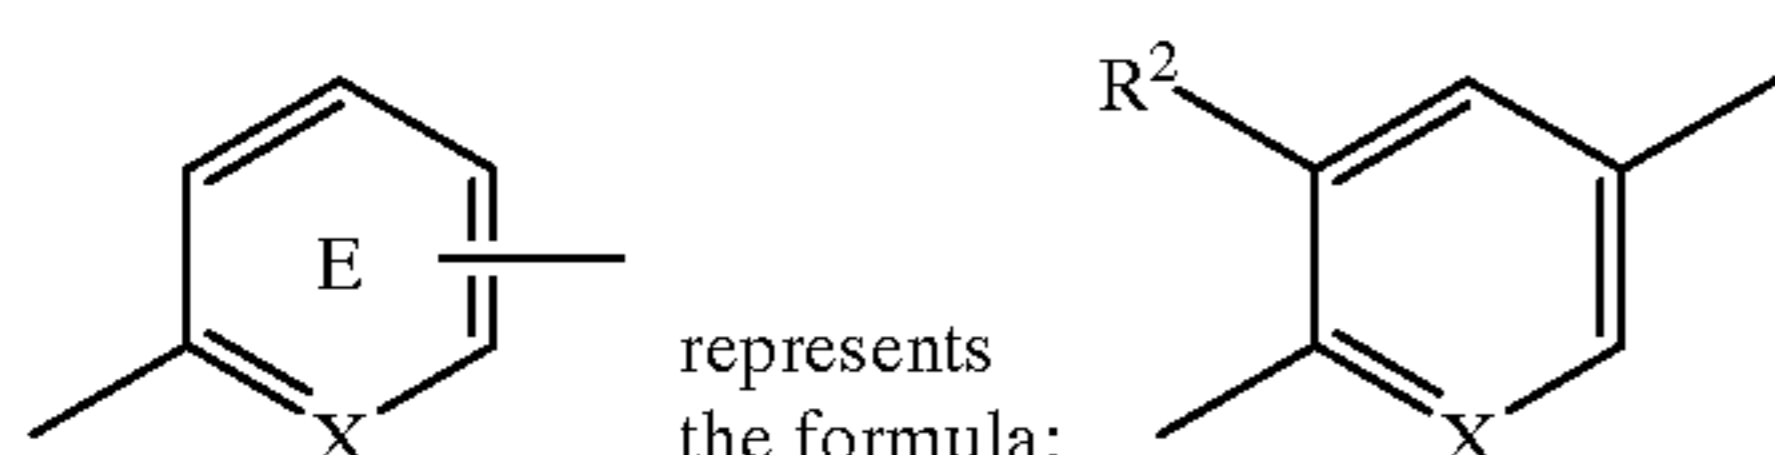 R²
E
represents
the formula:
X
X